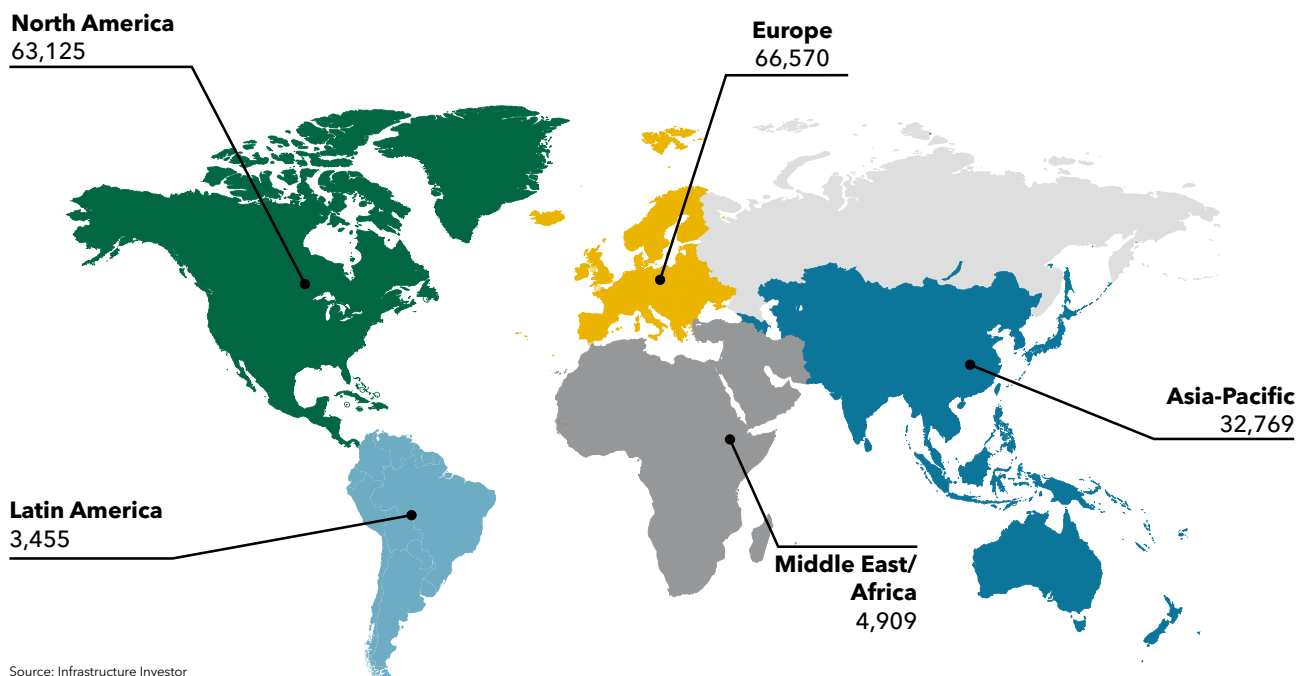 North America
63,125
Europe
66,570
Asia-Pacific
32,769
Latin America
3,455
Middle East/
Africa
4,909
Source: Infrastructure Investor